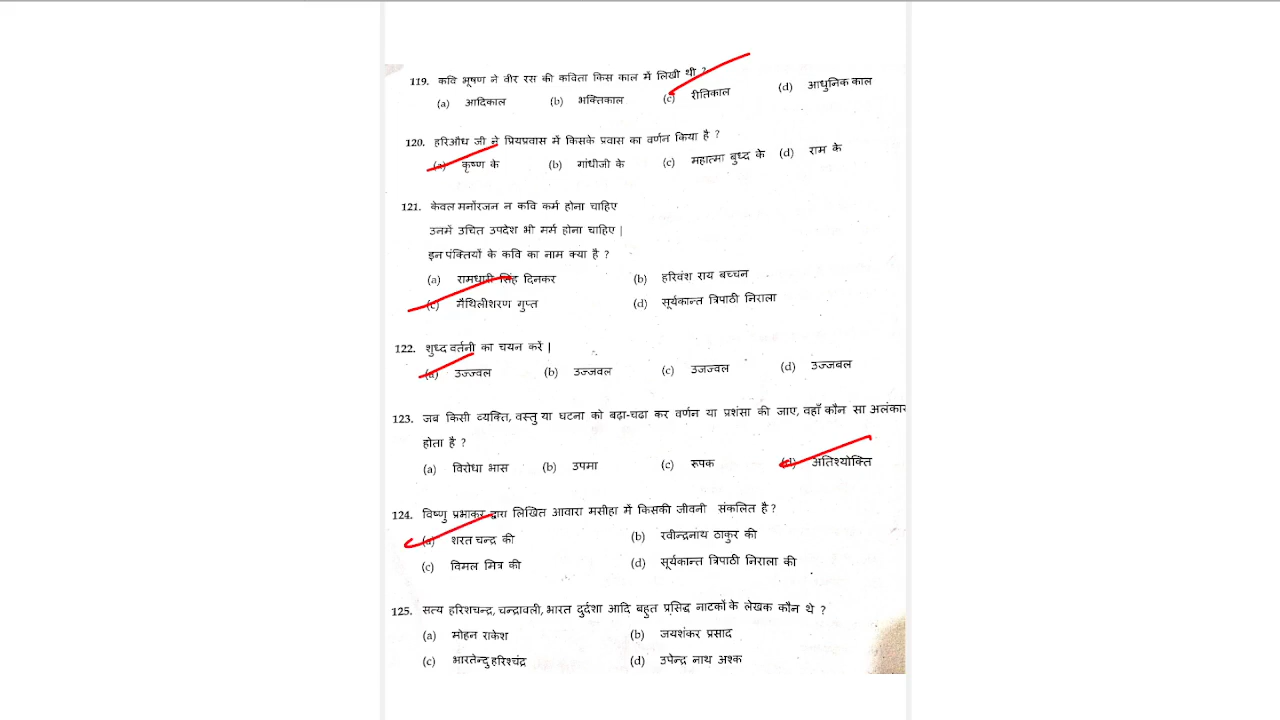 119. कवि भूषण ने वीर रस की कविता किस काल में लिखी थी ?
(a) आदिकाल (b) भक्तिकाल (c) रीतिकाल (d) आधुनिक काल
120. हरिऔध जी ने प्रियप्रवास में किसके प्रवास का वर्णन किया है ?
(a) कृष्ण के (b) गांधीजी के (c) महात्मा बुध्द के (d) राम के
121. केवल मनोंरजन न कवि कर्म होना चाहिए
उनमें उचित उपदेश भी मर्म होना चाहिए |
इन पंक्तियों के कवि का नाम क्या है ?
(a) रामधारी सिंह दिनकर (b) हरिवंश राय बच्चन
(c) मैथिलीशरण गुप्त (d) सूर्यकान्त त्रिपाठी निराला
122. शुध्द वर्तनी का चयन करें |
(a) उज्ज्वल (b) उज्जवल (c) उजज्वल (d) उज्जबल
123. जब किसी व्यक्ति, वस्तु या घटना को बढ़ा-चढा कर वर्णन या प्रशंसा की जाए, वहाँ कौन सा अलंकार
होता है ?
(a) विरोधा भास (b) उपमा (c) रूपक (d) अतिश्योक्ति
124. विष्णु प्रभाकर द्वारा लिखित आवारा मसीहा में किसकी जीवनी संकलित है ?
(a) शरत चन्द्र की (b) रवीन्द्रनाथ ठाकुर की
(c) विमल मित्र की (d) सूर्यकान्त त्रिपाठी निराला की
125. सत्य हरिशचन्द्र, चन्द्रावली, भारत दुर्दशा आदि बहुत प्रसिद्ध नाटकों के लेखक कौन थे ?
(a) मोहन राकेश (b) जयशंकर प्रसाद
(c) भारतेन्दु हरिश्चंद्र (d) उपेन्द्र नाथ अश्क